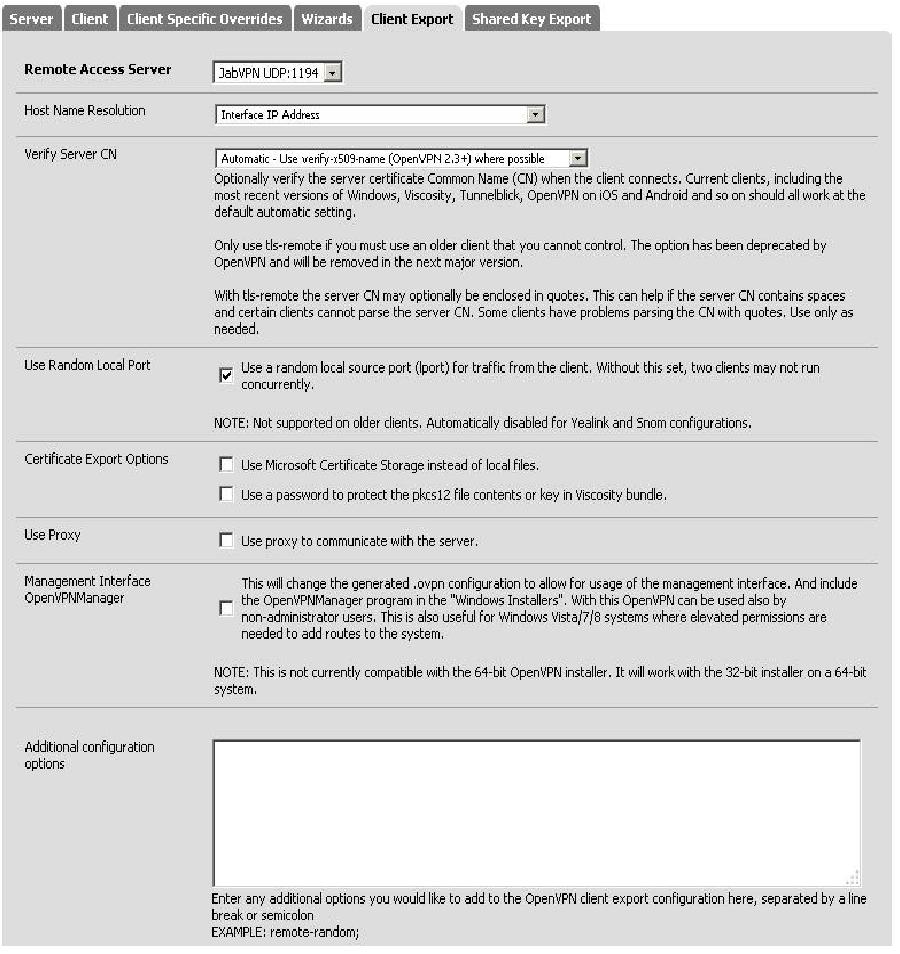 Server Client Client Specific Overrides Wizards Client Export Shared Key Export
Remote Access Server JabVPN UDP:1194
Host Name Resolution Interface IP Address
Verify Server CN Automatic - Use verify-x509-name (OpenVPN 2.3+) where possible
Optionally verify the server certificate Common Name (CN) when the client connects. Current clients, including the
most recent versions of Windows, Viscosity, Tunnelblick, OpenVPN on iOS and Android and so on should all work at the
default automatic setting.
Only use tls-remote if you must use an older client that you cannot control. The option has been deprecated by
OpenVPN and will be removed in the next major version.
With tls-remote the server CN may optionally be enclosed in quotes. This can help if the server CN contains spaces
and certain clients cannot parse the server CN. Some clients have problems parsing the CN with quotes. Use only as
needed.
Use Random Local Port
Use a random local source port (lport) for traffic from the client. Without this set, two clients may not run
concurrently.
NOTE: Not supported on older clients. Automatically disabled for Yealink and Snom configurations.
Certificate Export Options
Use Microsoft Certificate Storage instead of local files.
Use a password to protect the pkcs12 file contents or key in Viscosity bundle.
Use Proxy
Use proxy to communicate with the server.
Management Interface
OpenVPNManager
This will change the generated .ovpn configuration to allow for usage of the management interface. And include
the OpenVPNManager program in the "Windows Installers". With this OpenVPN can be used also by
non-administrator users. This is also useful for Windows Vista/7/8 systems where elevated permissions are
needed to add routes to the system.
NOTE: This is not currently compatible with the 64-bit OpenVPN installer. It will work with the 32-bit installer on a 64-bit
system.
Additional configuration
options
Enter any additional options you would like to add to the OpenVPN client export configuration here, separated by a line
break or semicolon
EXAMPLE: remote-random;